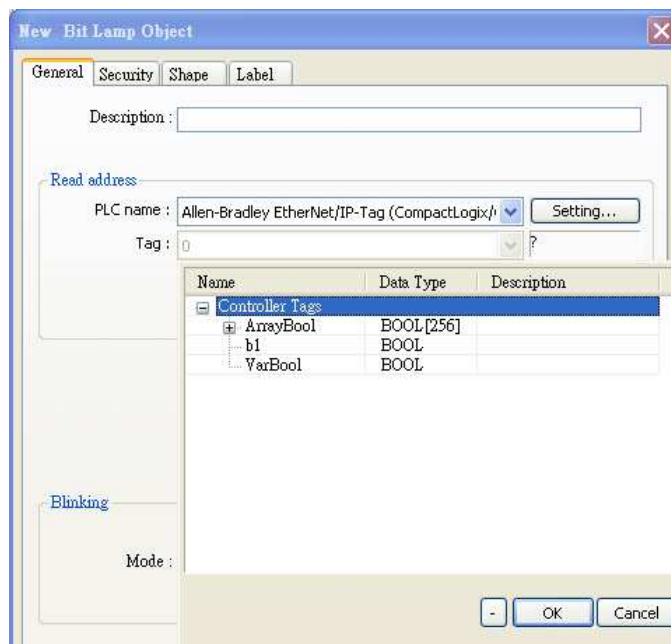 New Bit Lamp Object
General Security Shape Label
Description :
Read address
PLC name : Allen-Bradley EtherNet/IP-Tag (CompactLogix/ Setting...
Tag : 0 ?
Name Data Type Description
Controller Tags
ArrayBool BOOL[256]
b1 BOOL
VarBool BOOL
Blinking
Mode :
- OK Cancel